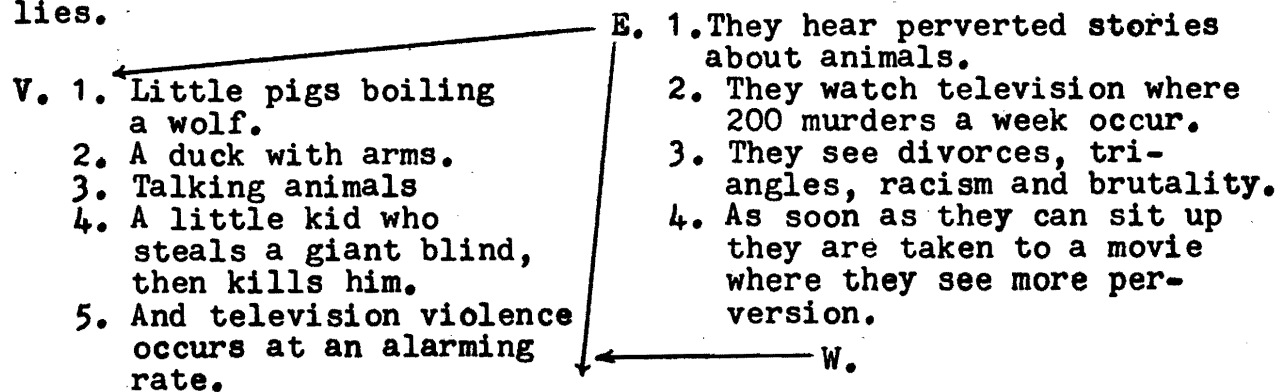 lies.
V. 1. Little pigs boiling
a wolf.
2. A duck with arms.
3. Talking animals
4. A little kid who
steals a giant blind,
then kills him.
5. And television violence
occurs at an alarming
rate.
E. 1.They hear perverted stories
about animals.
2. They watch television where
200 murders a week occur.
3. They see divorces, tri-
angles, racism and brutality.
4. As soon as they can sit up
they are taken to a movie
where they see more per-
version.
W.